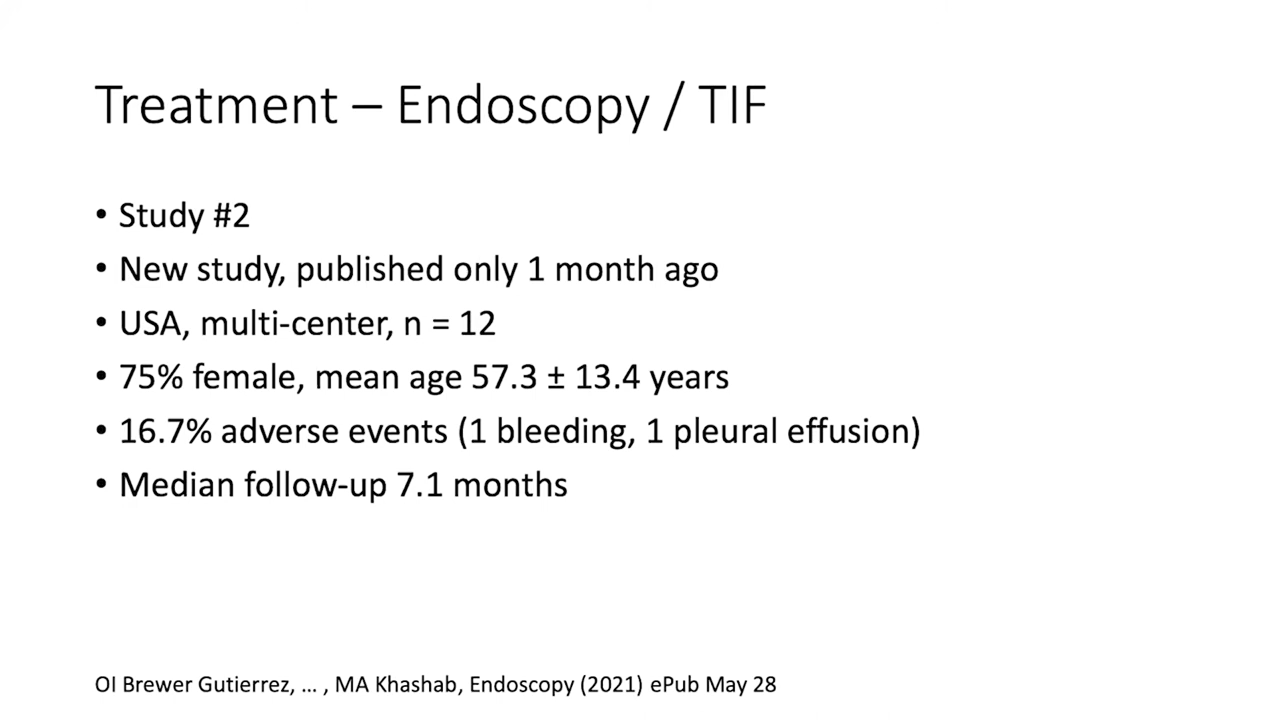 Treatment – Endoscopy / TIF
• Study #2
• New study, published only 1 month ago
• USA, multi-center, n = 12
• 75% female, mean age 57.3 ± 13.4 years
• 16.7% adverse events (1 bleeding, 1 pleural effusion)
• Median follow-up 7.1 months
OI Brewer Gutierrez, ... , MA Khashab, Endoscopy (2021) ePub May 28